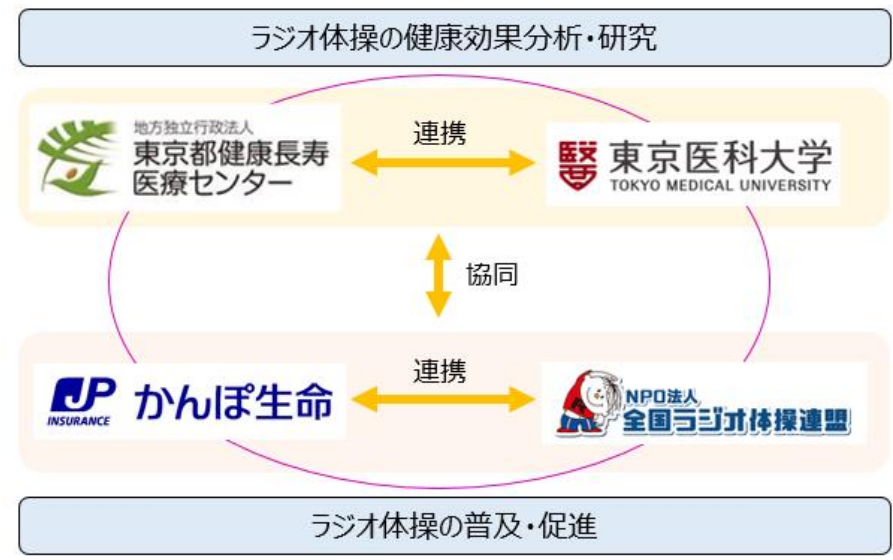 ラジオ体操の健康効果分析・研究
地方独立行政法人
東京都健康長寿
医療センター
連携
醫 東京医科大学
TOKYO MEDICAL UNIVERSITY
協同
JP かんぽ生命
INSURANCE
連携
NPO法人
全国ラジオ体操連盟
ラジオ体操の普及・促進